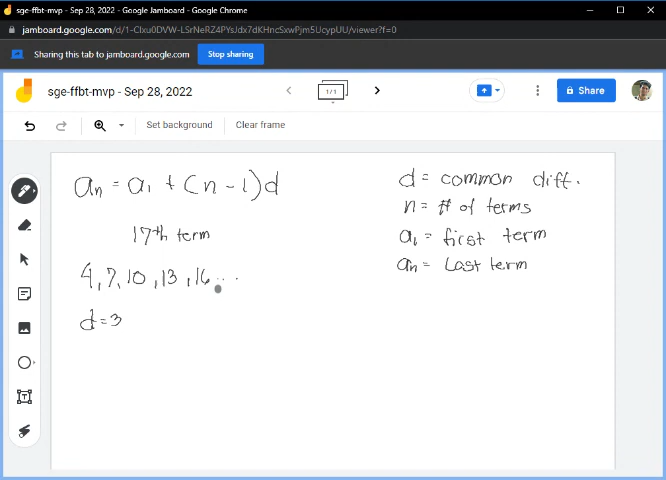 sge-ffbt-mvp - Sep 28, 2022 - Google Jamboard - Google Chrome
jamboard.google.com/d/1-CIxu0DVW-LSrNeRZ4PYsJdx7dKHncSxwPjm5UcypUU/viewer?f=0
Sharing this tab to jamboard.google.com
Stop sharing
sge-ffbt-mvp - Sep 28, 2022
1/1
Share
Set background
Clear frame
an = a1 + (n - 1)d
17th term
4, 7, 10, 13, 16...
d = 3
d = common diff.
n = # of terms
a1 = first term
an = Last term